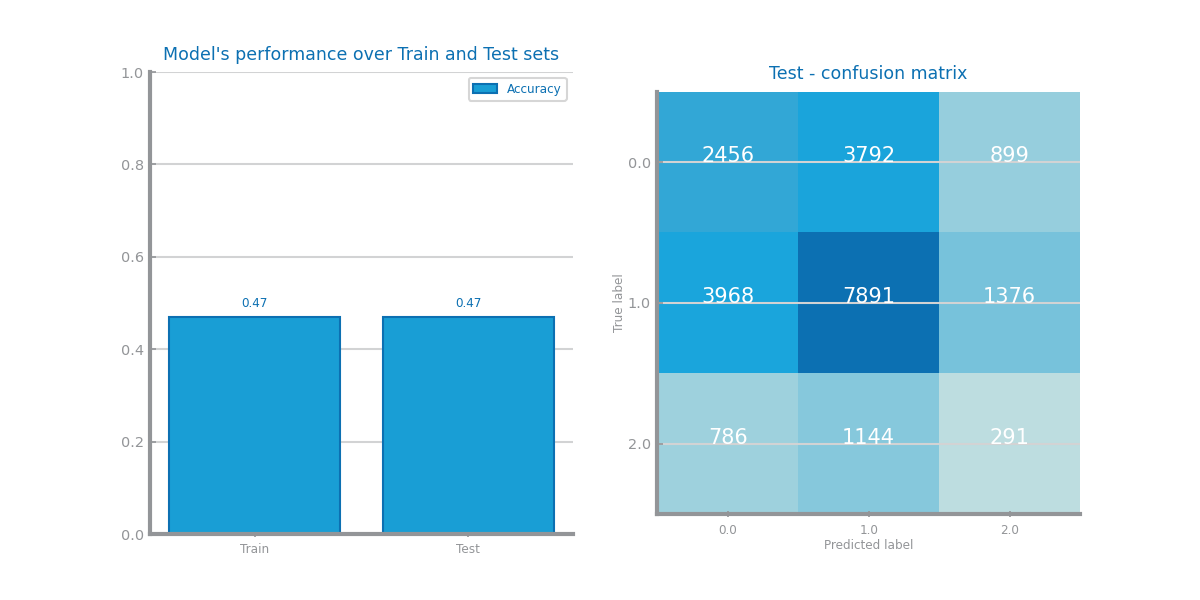 Model's performance over Train and Test sets
1.0
Accuracy
0.8
0.6
0.47 0.47
0.4
0.2
0.0
Train Test
Test - confusion matrix
0.0 2456 3792 899
True label
1.0 3968 7891 1376
2.0 786 1144 291
0.0 1.0 2.0
Predicted label